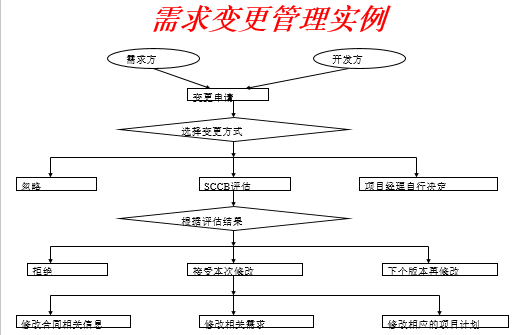 需求变更管理实例
需求方
开发方
变更申请
选择变更方式
忽略
SCCB评估
项目经理自行决定
根据评估结果
拒绝
接受本次修改
下个版本再修改
修改合同相关信息
修改相关需求
修改相应的项目计划